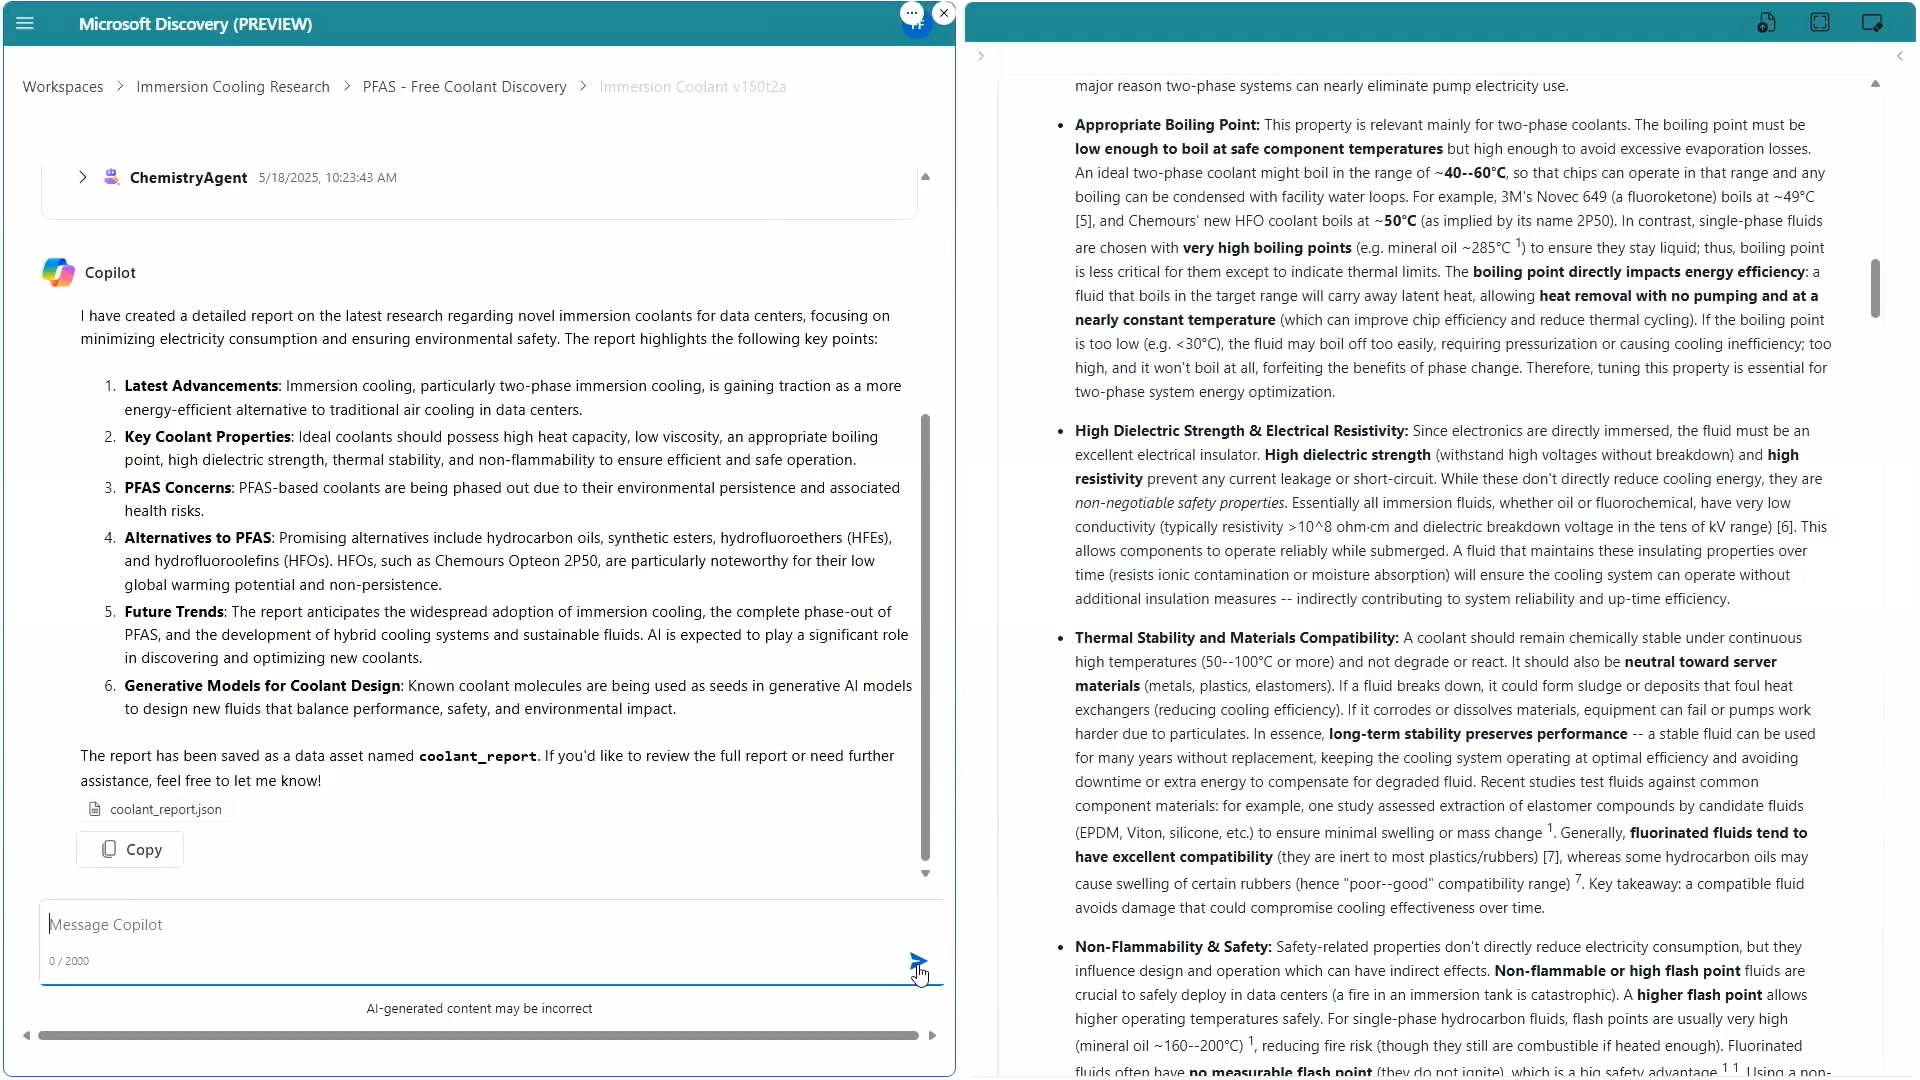 Microsoft Discovery (PREVIEW)
Workspaces > Immersion Cooling Research > PFAS - Free Coolant Discovery > Immersion Coolant v150t2a
ChemistryAgent 5/18/2025, 10:23:43 AM
Copilot
I have created a detailed report on the latest research regarding novel immersion coolants for data centers, focusing on
minimizing electricity consumption and ensuring environmental safety. The report highlights the following key points:
1. Latest Advancements: Immersion cooling, particularly two-phase immersion cooling, is gaining traction as a more
energy-efficient alternative to traditional air cooling in data centers.
2. Key Coolant Properties: Ideal coolants should possess high heat capacity, low viscosity, an appropriate boiling
point, high dielectric strength, thermal stability, and non-flammability to ensure efficient and safe operation.
3. PFAS Concerns: PFAS-based coolants are being phased out due to their environmental persistence and associated
health risks.
4. Alternatives to PFAS: Promising alternatives include hydrocarbon oils, synthetic esters, hydrofluoroethers (HFEs),
and hydrofluoroolefins (HFOs). HFOs, such as Chemours Opteon 2P50, are particularly noteworthy for their low
global warming potential and non-persistence.
5. Future Trends: The report anticipates the widespread adoption of immersion cooling, the complete phase-out of
PFAS, and the development of hybrid cooling systems and sustainable fluids. AI is expected to play a significant role
in discovering and optimizing new coolants.
6. Generative Models for Coolant Design: Known coolant molecules are being used as seeds in generative AI models
to design new fluids that balance performance, safety, and environmental impact.
The report has been saved as a data asset named coolant_report. If you'd like to review the full report or need further
assistance, feel free to let me know!
coolant_report.json
Copy
Message Copilot
0 / 2000
AI-generated content may be incorrect
major reason two-phase systems can nearly eliminate pump electricity use.
• Appropriate Boiling Point: This property is relevant mainly for two-phase coolants. The boiling point must be
low enough to boil at safe component temperatures but high enough to avoid excessive evaporation losses.
An ideal two-phase coolant might boil in the range of ~40--60°C, so that chips can operate in that range and any
boiling can be condensed with facility water loops. For example, 3M's Novec 649 (a fluoroketone) boils at ~49°C
[5], and Chemours' new HFO coolant boils at ~50°C (as implied by its name 2P50). In contrast, single-phase fluids
are chosen with very high boiling points (e.g. mineral oil ~285°C 1) to ensure they stay liquid; thus, boiling point
is less critical for them except to indicate thermal limits. The boiling point directly impacts energy efficiency: a
fluid that boils in the target range will carry away latent heat, allowing heat removal with no pumping and at a
nearly constant temperature (which can improve chip efficiency and reduce thermal cycling). If the boiling point
is too low (e.g. <30°C), the fluid may boil off too easily, requiring pressurization or causing cooling inefficiency; too
high, and it won't boil at all, forfeiting the benefits of phase change. Therefore, tuning this property is essential for
two-phase system energy optimization.
• High Dielectric Strength & Electrical Resistivity: Since electronics are directly immersed, the fluid must be an
excellent electrical insulator. High dielectric strength (withstand high voltages without breakdown) and high
resistivity prevent any current leakage or short-circuit. While these don't directly reduce cooling energy, they are
non-negotiable safety properties. Essentially all immersion fluids, whether oil or fluorochemical, have very low
conductivity (typically resistivity >10^8 ohm·cm and dielectric breakdown voltage in the tens of kV range) [6]. This
allows components to operate reliably while submerged. A fluid that maintains these insulating properties over
time (resists ionic contamination or moisture absorption) will ensure the cooling system can operate without
additional insulation measures -- indirectly contributing to system reliability and up-time efficiency.
• Thermal Stability and Materials Compatibility: A coolant should remain chemically stable under continuous
high temperatures (50--100°C or more) and not degrade or react. It should also be neutral toward server
materials (metals, plastics, elastomers). If a fluid breaks down, it could form sludge or deposits that foul heat
exchangers (reducing cooling efficiency). If it corrodes or dissolves materials, equipment can fail or pumps work
harder due to particulates. In essence, long-term stability preserves performance -- a stable fluid can be used
for many years without replacement, keeping the cooling system operating at optimal efficiency and avoiding
downtime or extra energy to compensate for degraded fluid. Recent studies test fluids against common
component materials: for example, one study assessed extraction of elastomer compounds by candidate fluids
(EPDM, Viton, silicone, etc.) to ensure minimal swelling or mass change 1. Generally, fluorinated fluids tend to
have excellent compatibility (they are inert to most plastics/rubbers) [7], whereas some hydrocarbon oils may
cause swelling of certain rubbers (hence "poor--good" compatibility range) 7. Key takeaway: a compatible fluid
avoids damage that could compromise cooling effectiveness over time.
• Non-Flammability & Safety: Safety-related properties don't directly reduce electricity consumption, but they
influence design and operation which can have indirect effects. Non-flammable or high flash point fluids are
crucial to safely deploy in data centers (a fire in an immersion tank is catastrophic). A higher flash point allows
higher operating temperatures safely. For single-phase hydrocarbon fluids, flash points are usually very high
(mineral oil ~160--200°C) 1, reducing fire risk (though they still are combustible if heated enough). Fluorinated
fluids often have no measurable flash point (they do not ignite), which is a big safety advantage 1 1. Using a non-